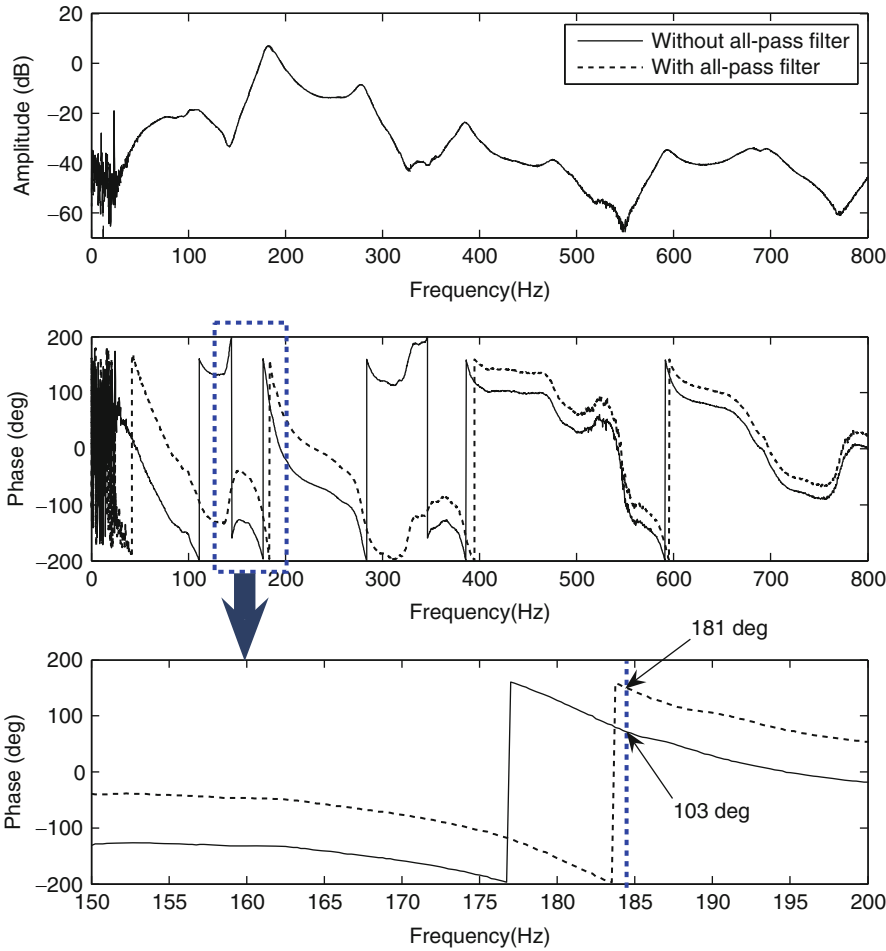 20
0
−20
−40
−60
Amplitude (dB)
Without all-pass filter
With all-pass filter
0 100 200 300 400 500 600 700 800
Frequency(Hz)
200
100
0
−100
−200
Phase (deg)
0 100 200 300 400 500 600 700 800
Frequency(Hz)
181 deg
200
100
0
−100
−200
Phase (deg)
103 deg
150 155 160 165 170 175 180 185 190 195 200
Frequency(Hz)